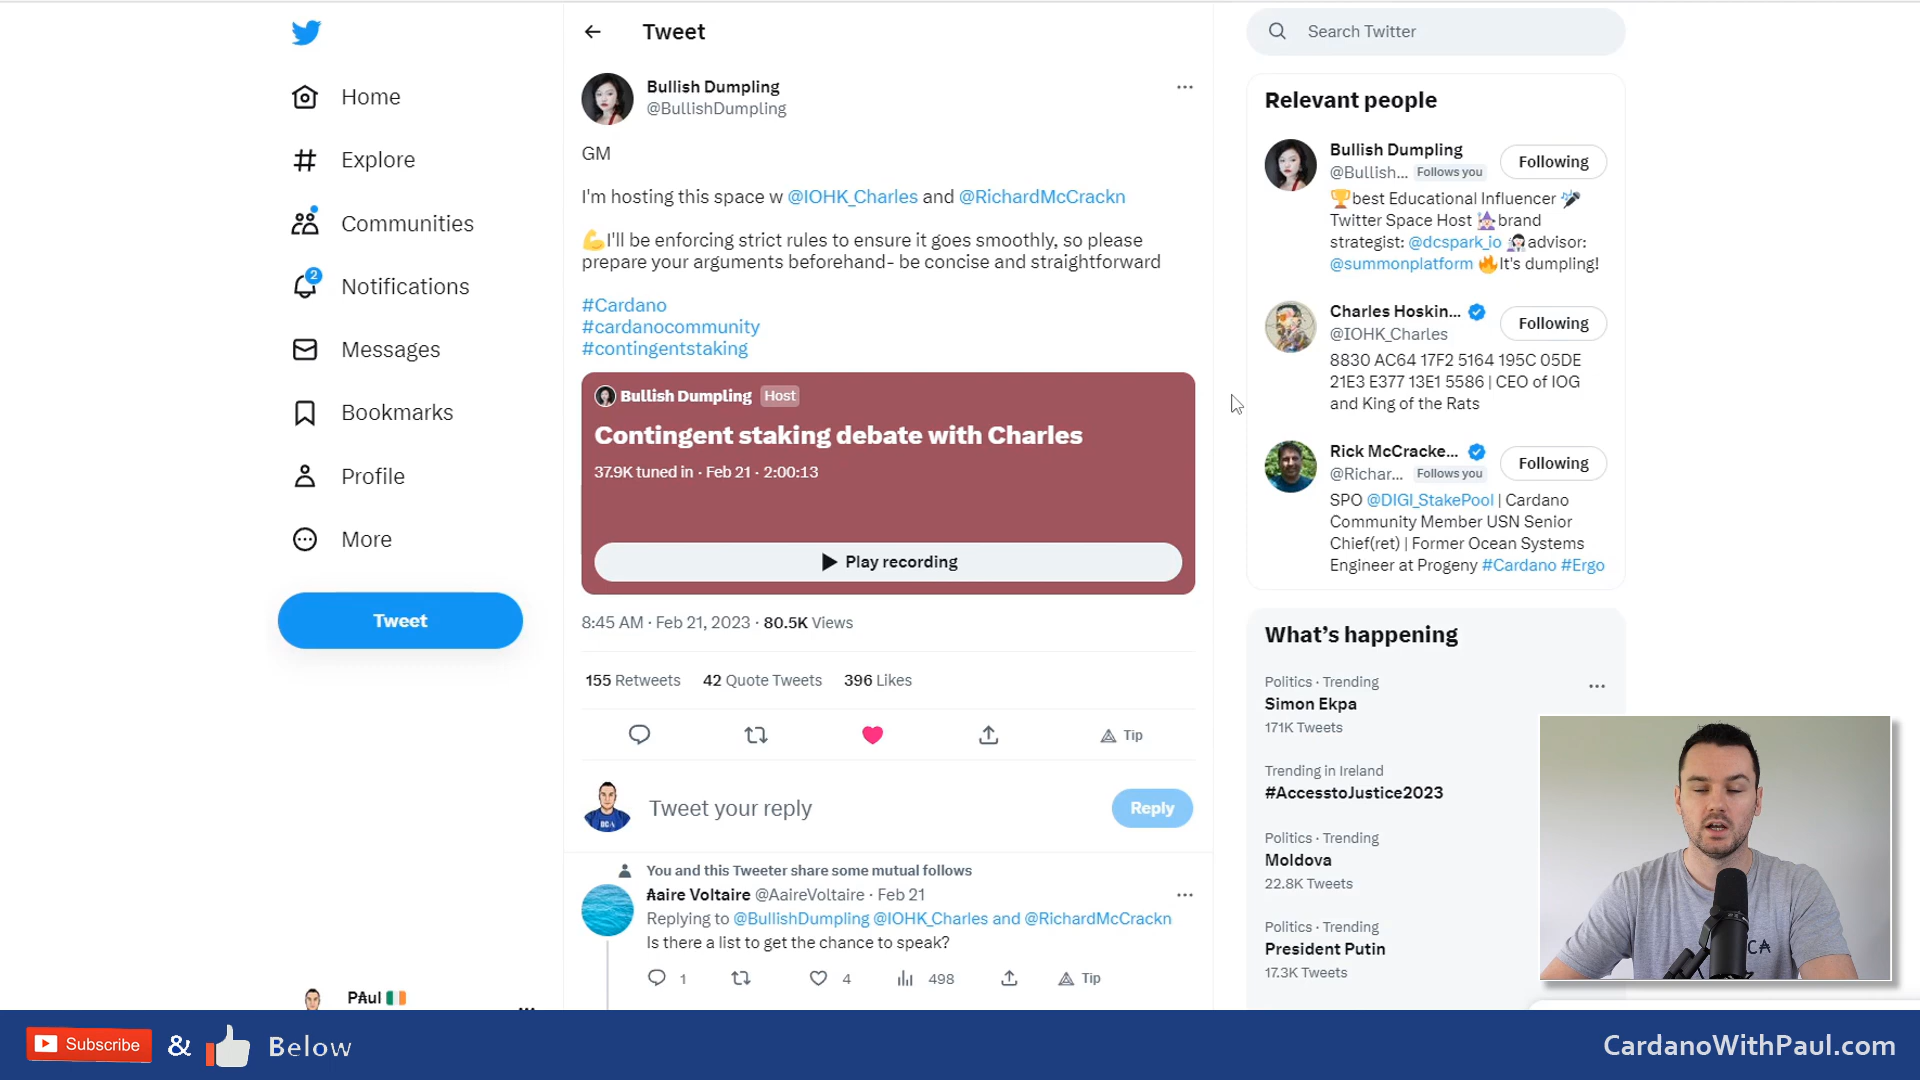 Home
Explore
Communities
2
Notifications
Messages
Bookmarks
Profile
More
Tweet
PAul
Tweet
Bullish Dumpling
@BullishDumpling
GM
I'm hosting this space w @IOHK_Charles and @RichardMcCrackn
💪I'll be enforcing strict rules to ensure it goes smoothly, so please
prepare your arguments beforehand- be concise and straightforward
#Cardano
#cardanocommunity
#contingentstaking
Bullish Dumpling Host
Contingent staking debate with Charles
37.9K tuned in · Feb 21 · 2:00:13
Play recording
8:45 AM · Feb 21, 2023 · 80.5K Views
155 Retweets 42 Quote Tweets 396 Likes
Tip
Tweet your reply
Reply
You and this Tweeter share some mutual follows
₳aire Voltaire @AaireVoltaire · Feb 21
Replying to @BullishDumpling @IOHK_Charles and @RichardMcCrackn
Is there a list to get the chance to speak?
1 4 498 Tip
Search Twitter
Relevant people
Bullish Dumpling
@Bullish... Follows you
Following
🏆best Educational Influencer 🎤
Twitter Space Host 🧙brand
strategist: @dcspark_io 👩‍🚀advisor:
@summonplatform 🔥It's dumpling!
Charles Hoskin...
@IOHK_Charles
Following
8830 AC64 17F2 5164 195C 05DE
21E3 E377 13E1 5586 | CEO of IOG
and King of the Rats
Rick McCracke...
@Richar... Follows you
Following
SPO @DIGI_StakePool | Cardano
Community Member USN Senior
Chief(ret) | Former Ocean Systems
Engineer at Progeny #Cardano #Ergo
What's happening
Politics · Trending
Simon Ekpa
171K Tweets
Trending in Ireland
#AccesstoJustice2023
Politics · Trending
Moldova
22.8K Tweets
Politics · Trending
President Putin
17.3K Tweets
Subscribe & Below
CardanoWithPaul.com